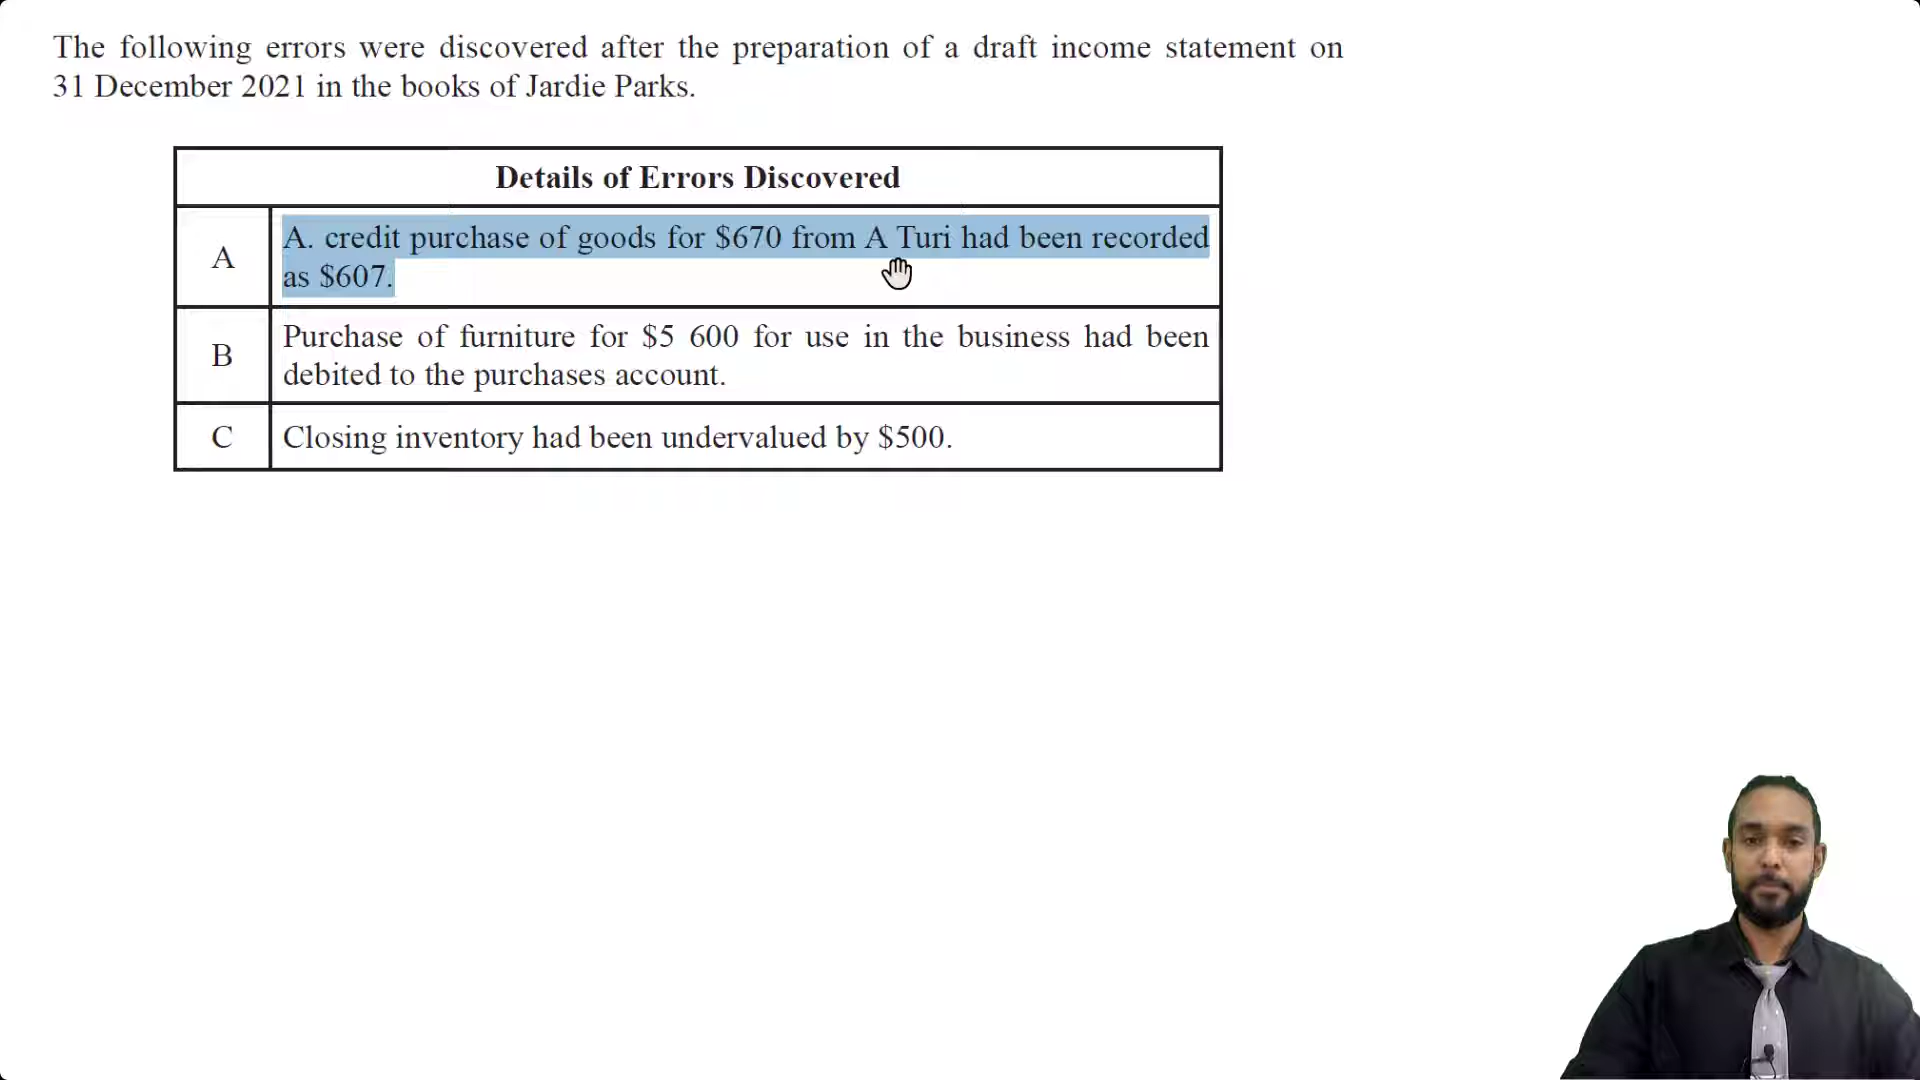 The following errors were discovered after the preparation of a draft income statement on
31 December 2021 in the books of Jardie Parks.
Details of Errors Discovered
A
A. credit purchase of goods for $670 from A Turi had been recorded
as $607.
B
Purchase of furniture for $5 600 for use in the business had been
debited to the purchases account.
C
Closing inventory had been undervalued by $500.